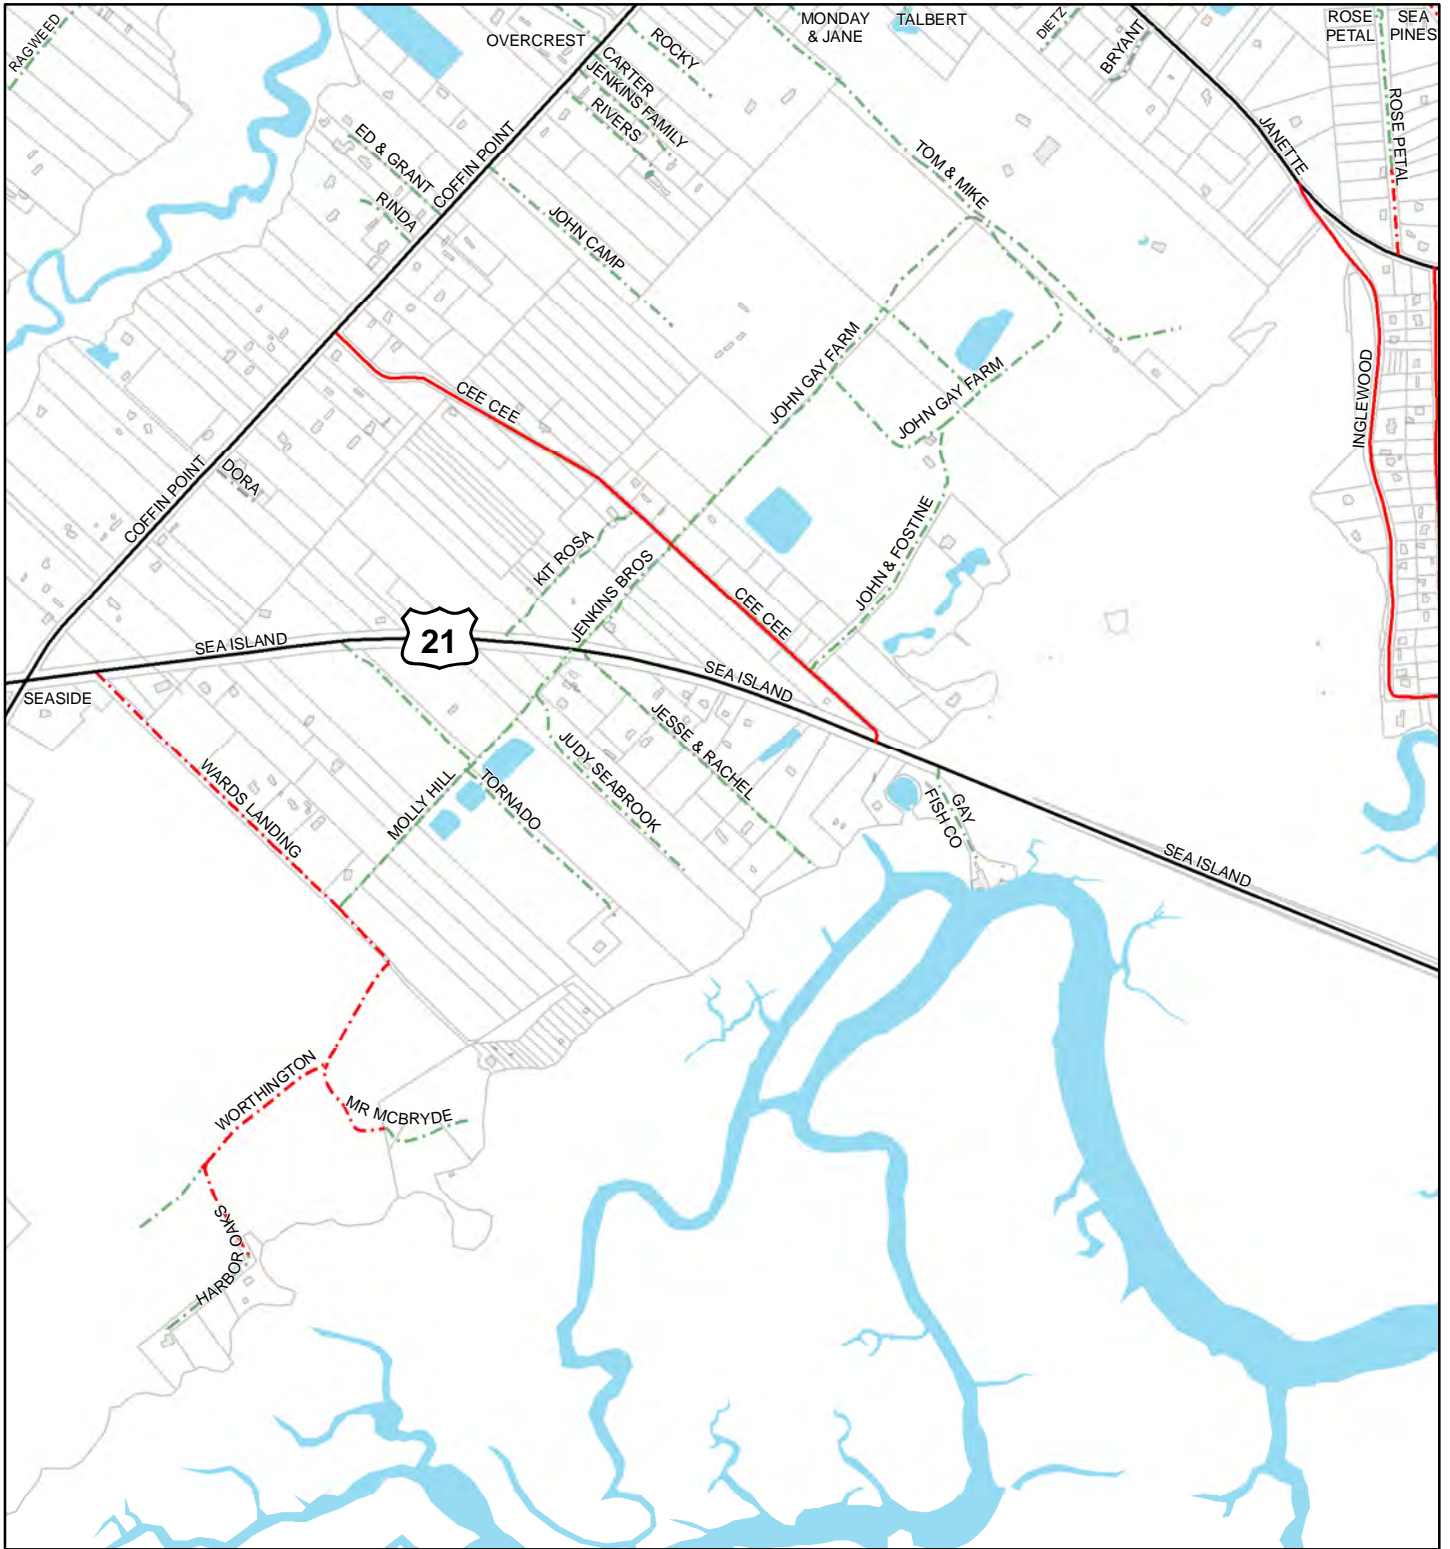 RAGWEED
OVERCREST
ROCKY
MONDAY
& JANE
TALBERT
DIETZ
BRYANT
ROSE
PETAL
SEA
PINES
CARTER
JENKINS FAMILY
RIVERS
ED & GRANT
RINDA
COFFIN POINT
JANETTE
ROSE PETAL
TOM & MIKE
JOHN CAMP
JOHN GAY FARM
JOHN GAY FARM
CEE CEE
INGLEWOOD
DORA
COFFIN POINT
KIT ROSA
JENKINS BROS
JOHN & FOSTINE
CEE CEE
SEA ISLAND
21
SEA ISLAND
SEASIDE
JESSE & RACHEL
JUDY SEABROOK
WARDS LANDING
MOLLY HILL
TORNADO
GAY
FISH CO
SEA ISLAND
WORTHINGTON
MR MCBRYDE
HARBOR OAKS